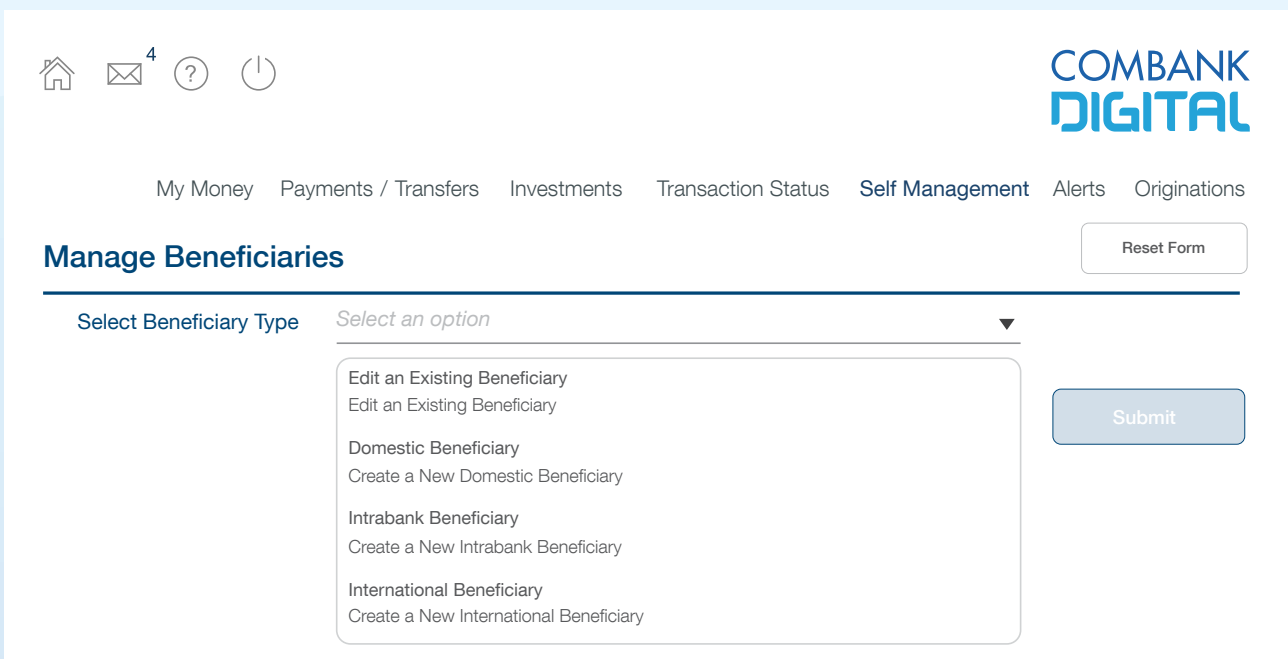 4
?
COMBANK
DIGITAL
My Money Payments / Transfers Investments Transaction Status Self Management Alerts Originations
Manage Beneficiaries
Reset Form
Select Beneficiary Type
Select an option
Edit an Existing Beneficiary
Edit an Existing Beneficiary
Domestic Beneficiary
Create a New Domestic Beneficiary
Intrabank Beneficiary
Create a New Intrabank Beneficiary
International Beneficiary
Create a New International Beneficiary
Submit